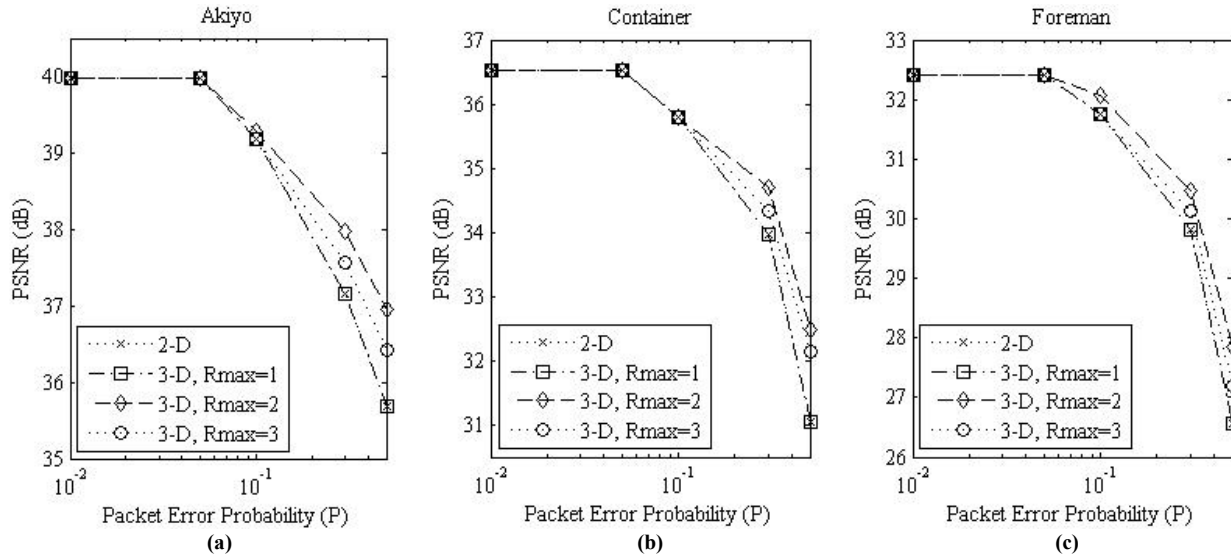 Akiyo
40
39
38
37
36
35
PSNR (dB)
2-D
3-D, Rmax=1
3-D, Rmax=2
3-D, Rmax=3
10^-2
10^-1
Packet Error Probability (P)
(a)
Container
37
36
35
34
33
32
31
PSNR (dB)
2-D
3-D, Rmax=1
3-D, Rmax=2
3-D, Rmax=3
10^-2
10^-1
Packet Error Probability (P)
(b)
Foreman
33
32
31
30
29
28
27
26
PSNR (dB)
2-D
3-D, Rmax=1
3-D, Rmax=2
3-D, Rmax=3
10^-2
10^-1
Packet Error Probability (P)
(c)